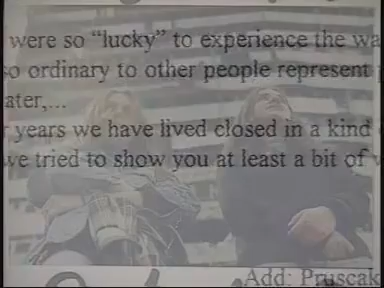 were so “lucky” to experience the wa
so ordinary to other people represent
ater,...
years we have lived closed in a kind
we tried to show you at least a bit of
Add: Pruscak